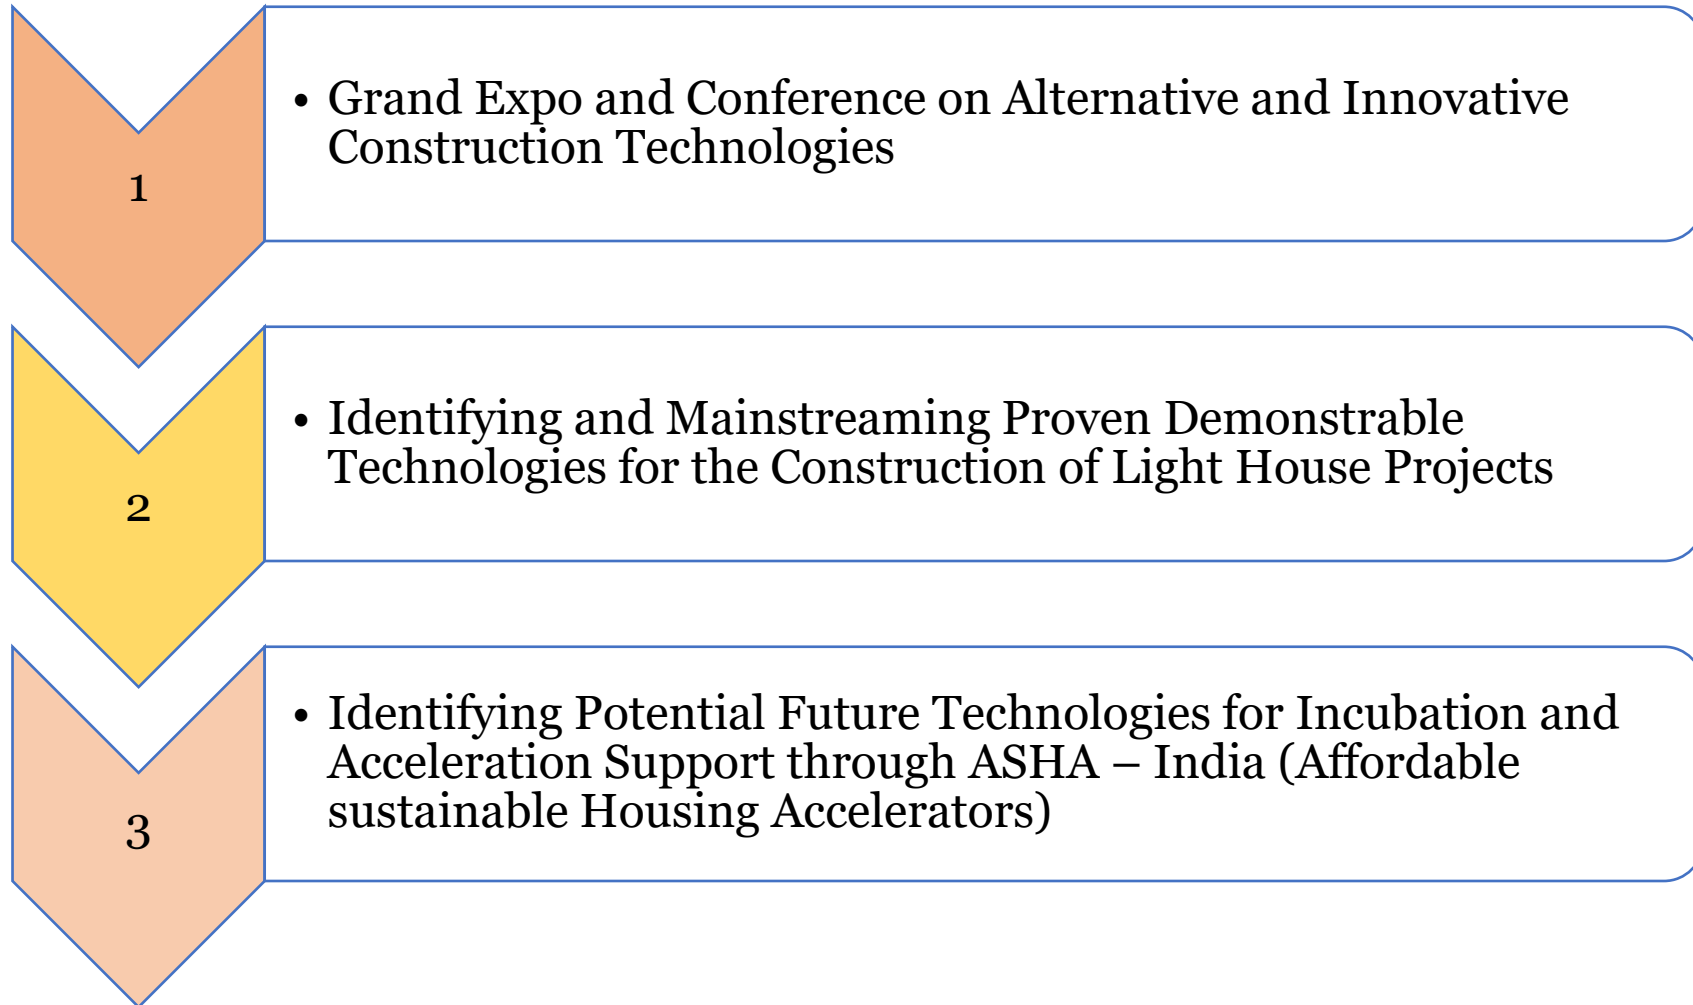 1
• Grand Expo and Conference on Alternative and Innovative
Construction Technologies
2
• Identifying and Mainstreaming Proven Demonstrable
Technologies for the Construction of Light House Projects
3
• Identifying Potential Future Technologies for Incubation and
Acceleration Support through ASHA – India (Affordable
sustainable Housing Accelerators)